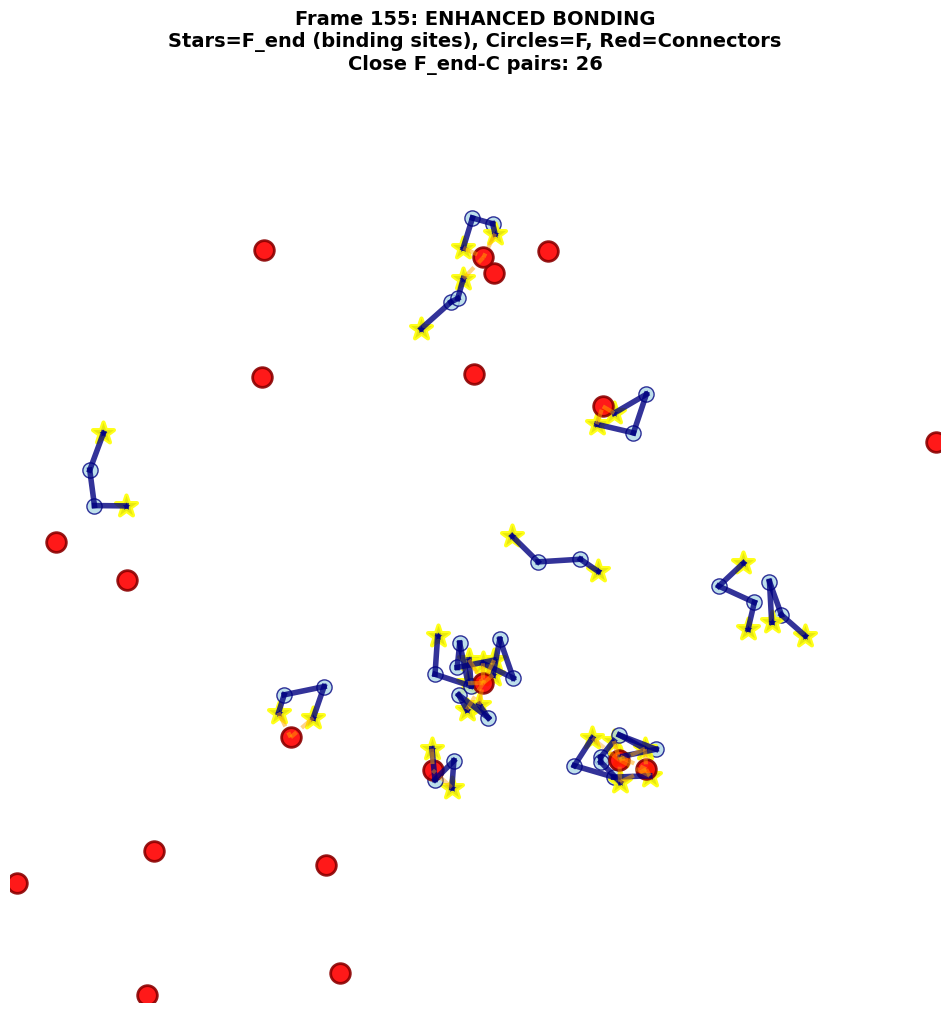 Frame 155: ENHANCED BONDING
Stars=F_end (binding sites), Circles=F, Red=Connectors
Close F_end-C pairs: 26